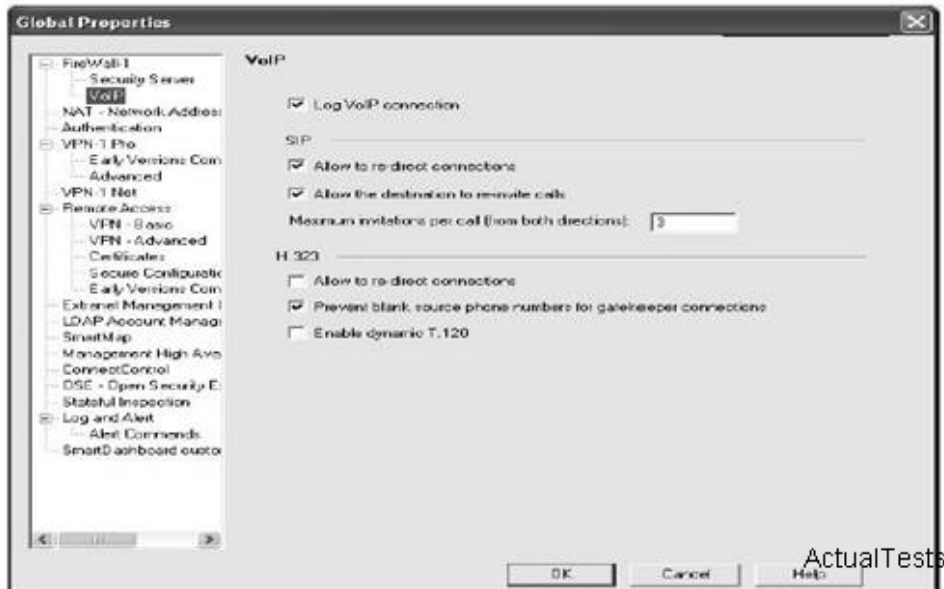 Global Properties
FireWall-1
Security Server
VoIP
NAT - Network Address
Authentication
VPN-1 Pro
Early Versions Com
Advanced
VPN-1 Net
Remote Access
VPN - Basic
VPN - Advanced
Certificates
Secure Configuratic
Early Versions Com
Extranet Management I
LDAP Account Manag
SmartMap
Management High Ava
ConnectControl
OSE - Open Security E
Stateful Inspection
Log and Alert
Alert Commands
SmartDashboard custo
VoIP
Log VoIP connection
SIP
Allow to re-direct connections
Allow the destination to re-invite calls
Maximum invitations per call (from both directions): 3
H.323
Allow to re-direct connections
Prevent blank source phone numbers for gatekeeper connections
Enable dynamic T.120
OK Cancel Help
ActualTests